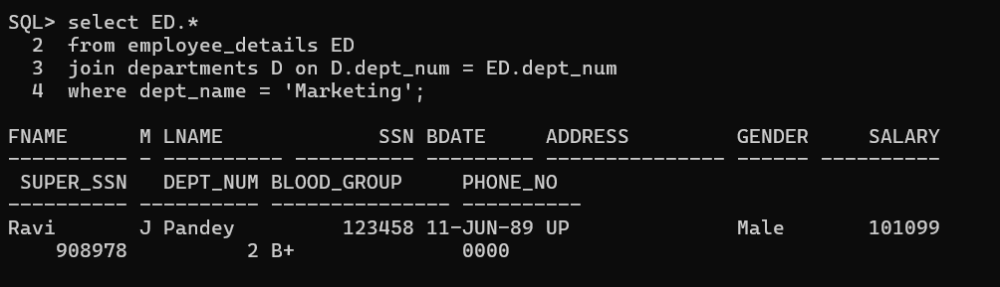 SQL> select ED.*
  2  from employee_details ED
  3  join departments D on D.dept_num = ED.dept_num
  4  where dept_name = 'Marketing';

FNAME      M LNAME             SSN BDATE     ADDRESS         GENDER     SALARY
---------- - ---------- ---------- --------- --------------- ------ ----------
 SUPER_SSN   DEPT_NUM BLOOD_GROUP     PHONE_NO
---------- ---------- --------------- ----------
Ravi       J Pandey         123458 11-JUN-89 UP              Male       101099
    908978          2 B+              0000